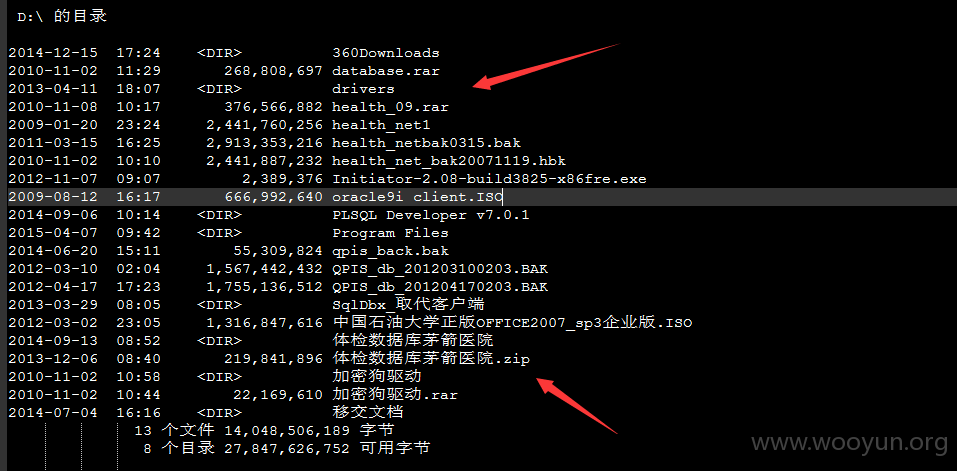 D:\ 的目录
2014-12-15 17:24 <DIR> 360Downloads
2010-11-02 11:29 268,808,697 database.rar
2013-04-11 18:07 <DIR> drivers
2010-11-08 10:17 376,566,882 health_09.rar
2009-01-20 23:24 2,441,760,256 health_net1
2011-03-15 16:25 2,913,353,216 health_netbak0315.bak
2010-11-02 10:10 2,441,887,232 health_net_bak20071119.hbk
2012-11-07 09:07 2,389,376 Initiator-2.08-build3825-x86fre.exe
2009-08-12 16:17 666,992,640 oracle9i client.ISO
2014-09-06 10:14 <DIR> PLSQL Developer v7.0.1
2015-04-07 09:42 <DIR> Program Files
2014-06-20 15:11 55,309,824 qpis_back.bak
2012-03-10 02:04 1,567,442,432 QPIS_db_201203100203.BAK
2012-04-17 17:23 1,755,136,512 QPIS_db_201204170203.BAK
2013-03-29 08:05 <DIR> SqlDbx_取代客户端
2012-03-02 23:05 1,316,847,616 中国石油大学正版OFFICE2007_sp3企业版.ISO
2014-09-13 08:52 <DIR> 体检数据库茅箭医院
2013-12-06 08:40 219,841,896 体检数据库茅箭医院.zip
2010-11-02 10:58 <DIR> 加密狗驱动
2010-11-02 10:44 22,169,610 加密狗驱动.rar
2014-07-04 16:16 <DIR> 移交文档
13 个文件 14,048,506,189 字节
8 个目录 27,847,626,752 可用字节
www.wooyun.org